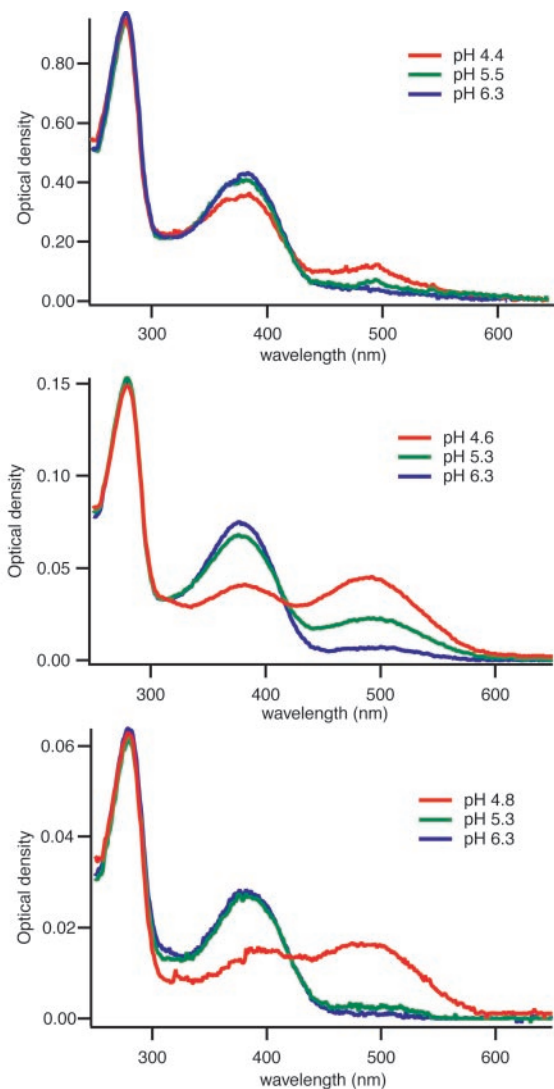 Optical density
0.80
0.60
0.40
0.20
0.00
pH 4.4
pH 5.5
pH 6.3
300 400 500 600
wavelength (nm)
Optical density
0.15
0.10
0.05
0.00
pH 4.6
pH 5.3
pH 6.3
300 400 500 600
wavelength (nm)
Optical density
0.06
0.04
0.02
0.00
pH 4.8
pH 5.3
pH 6.3
300 400 500 600
wavelength (nm)